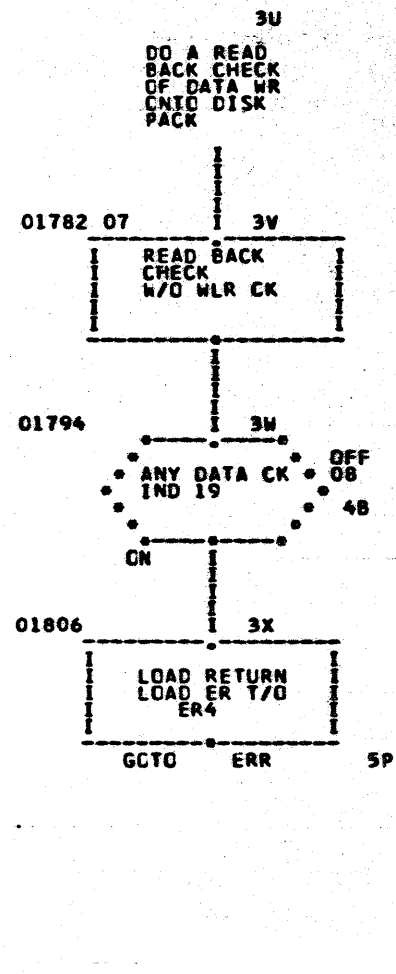 3U
DO A READ
BACK CHECK
OF DATA WR
ONTO DISK
PACK
01782 07 3V
READ BACK
CHECK
W/O WLR CK
01794 3W
OFF
ANY DATA CK 08
IND 19
4B
ON
01806 3X
LOAD RETURN
LOAD ER T/O
ER4
GOTO ERR 5P